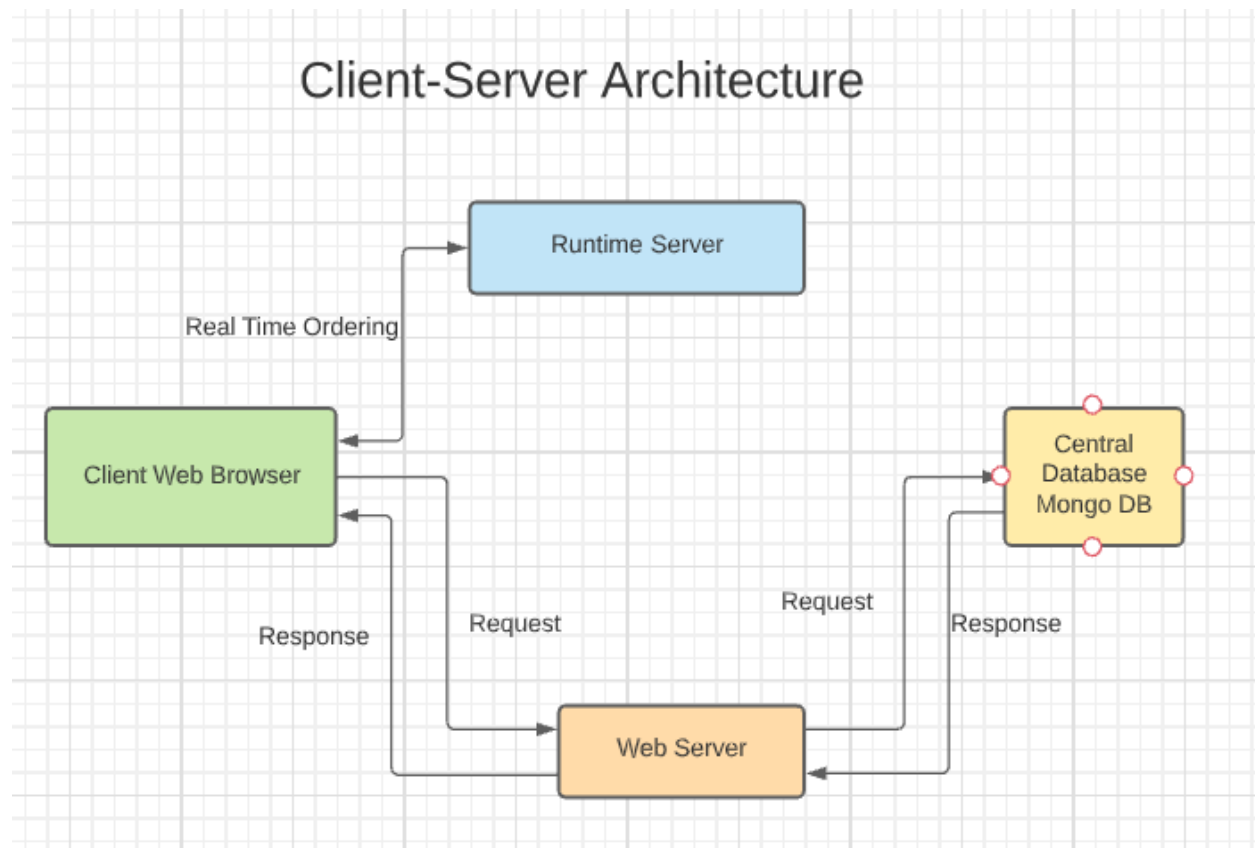 Client-Server Architecture
Runtime Server
Real Time Ordering
Client Web Browser
Central
Database
Mongo DB
Request
Request
Response
Response
Web Server